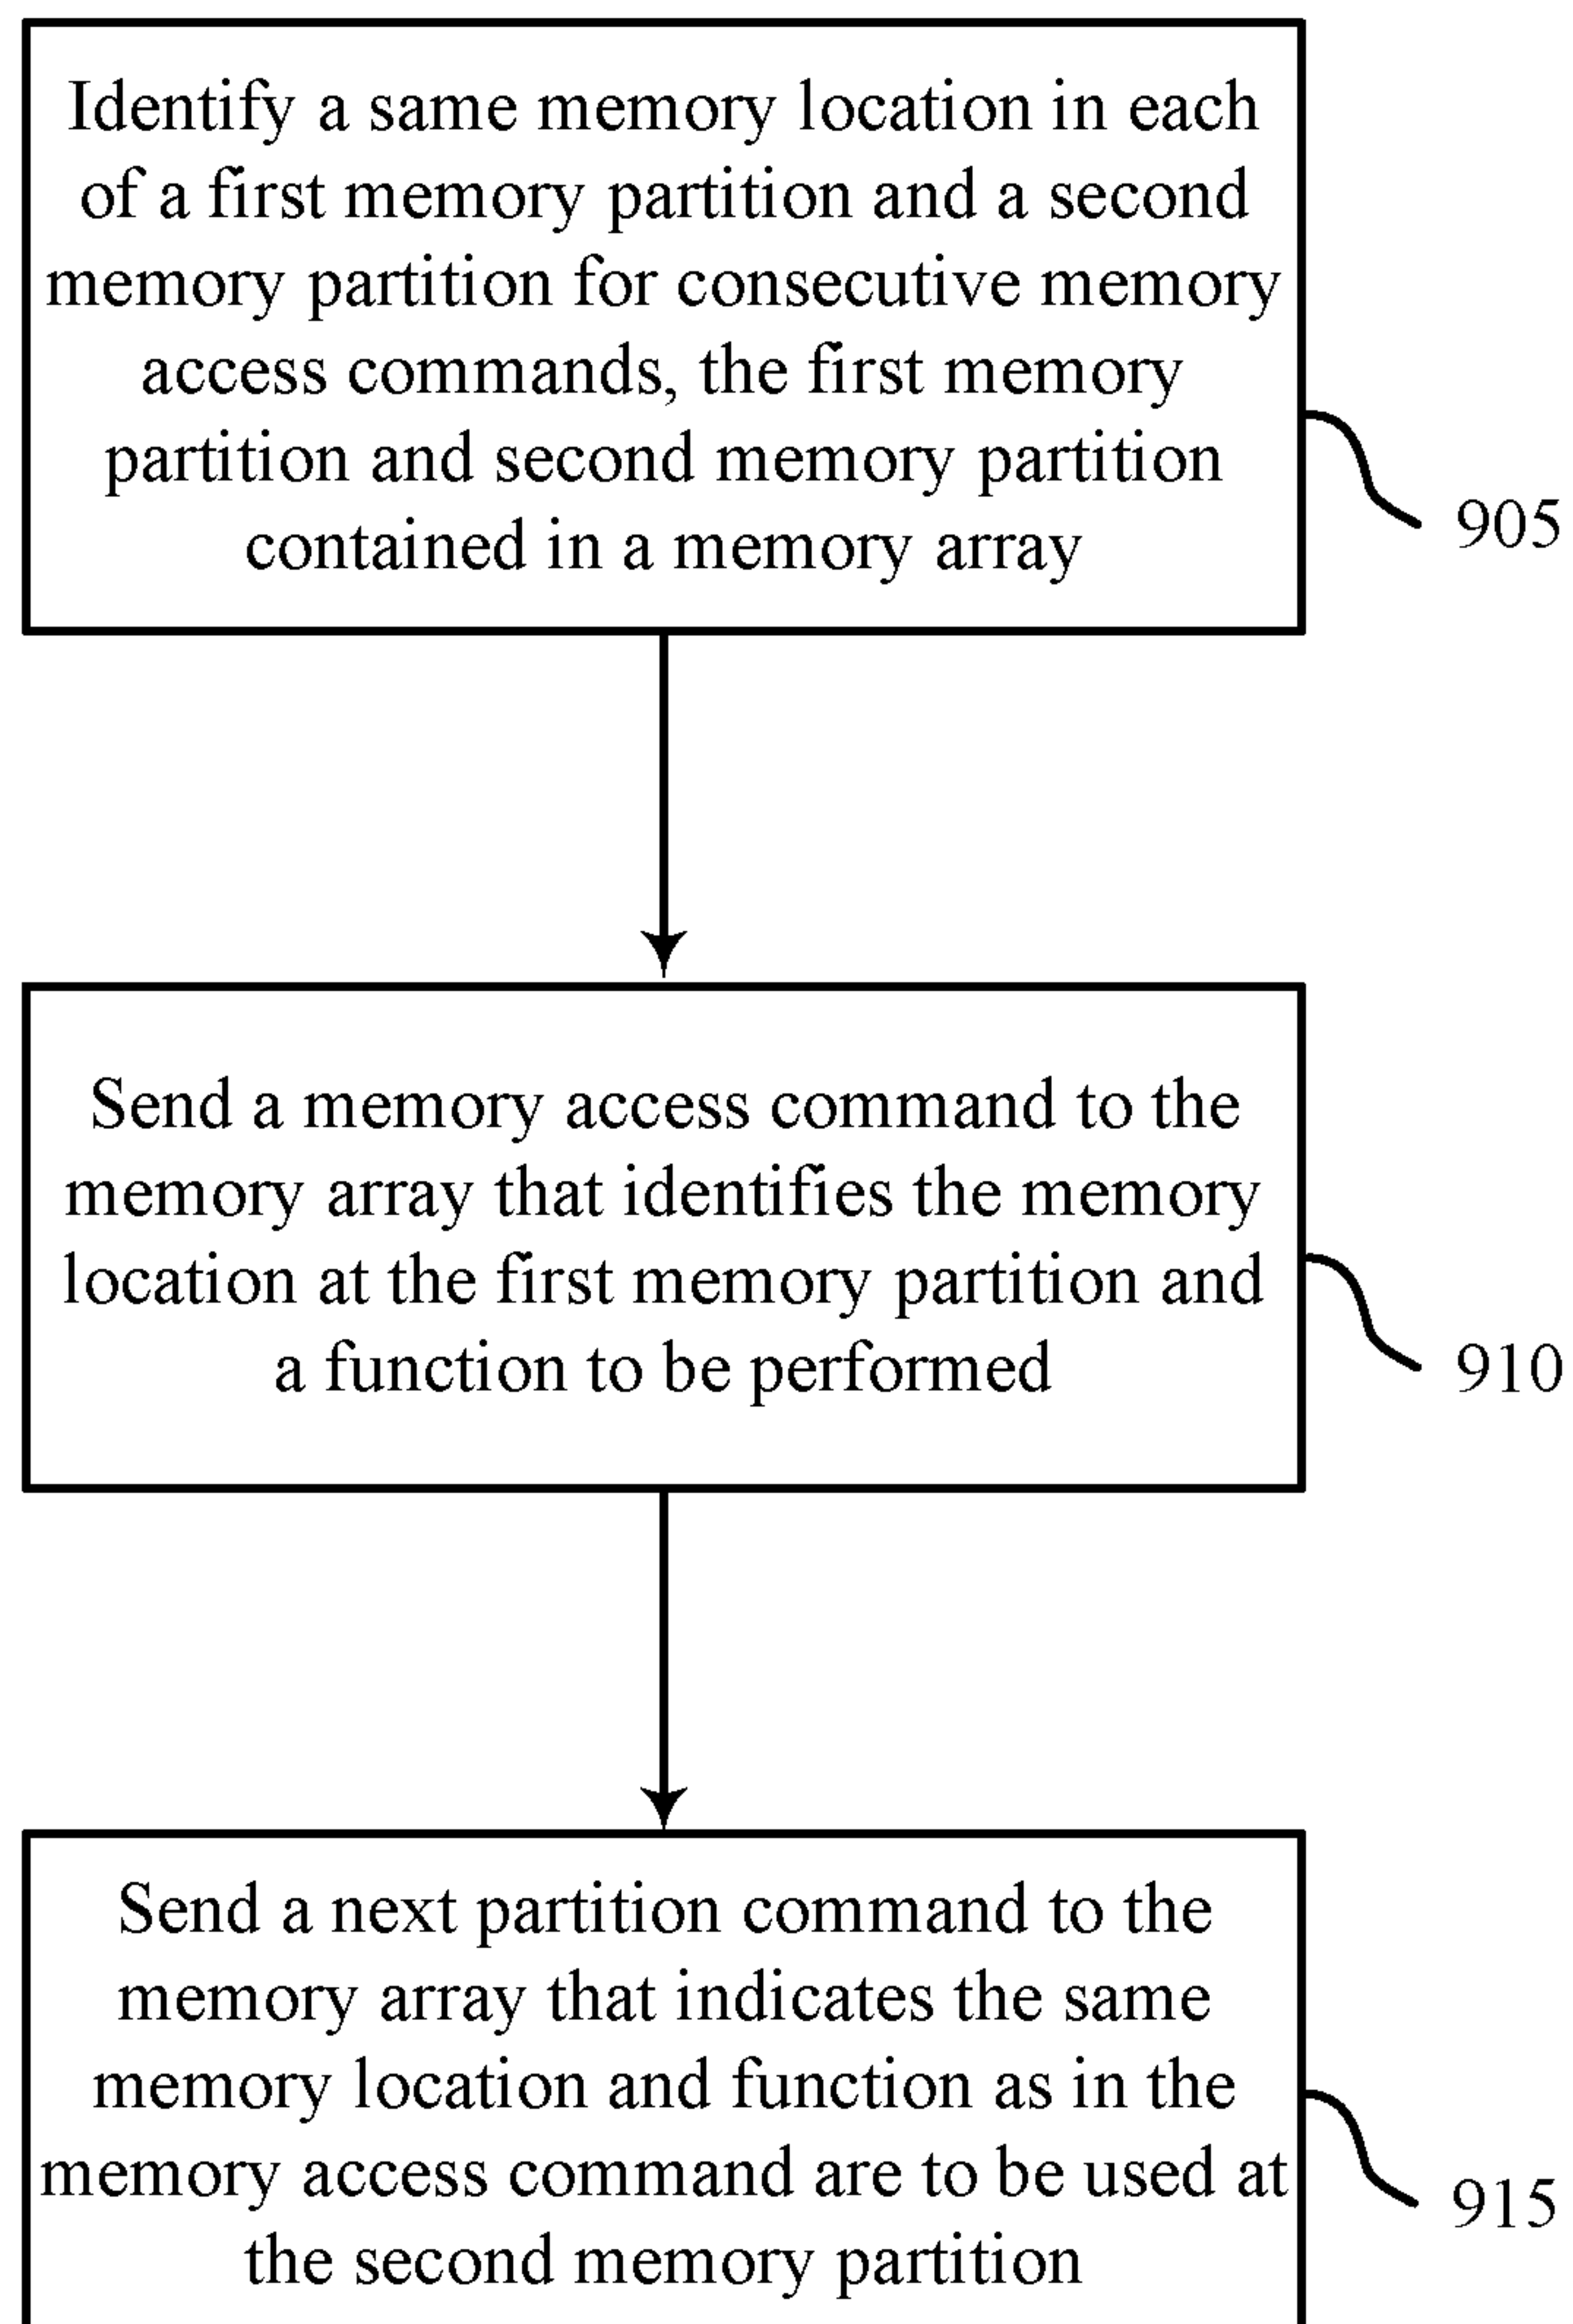 Identify a same memory location in each
of a first memory partition and a second
memory partition for consecutive memory
access commands, the first memory
partition and second memory partition
contained in a memory array
905
Send a memory access command to the
memory array that identifies the memory
location at the first memory partition and
a function to be performed
910
Send a next partition command to the
memory array that indicates the same
memory location and function as in the
memory access command are to be used at
the second memory partition
915